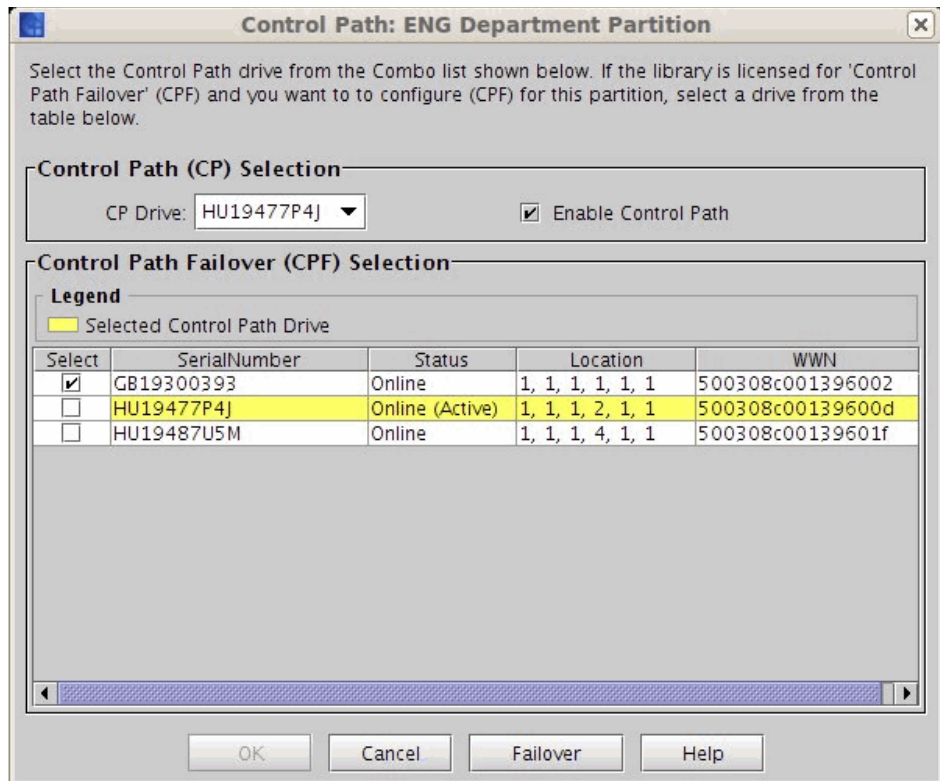 Control Path: ENG Department Partition
Select the Control Path drive from the Combo list shown below. If the library is licensed for 'Control
Path Failover' (CPF) and you want to to configure (CPF) for this partition, select a drive from the
table below.
Control Path (CP) Selection
CP Drive: HU19477P4J Enable Control Path
Control Path Failover (CPF) Selection
Legend
Selected Control Path Drive
Select SerialNumber Status Location WWN
GB19300393 Online 1, 1, 1, 1, 1, 1 500308c001396002
HU19477P4J Online (Active) 1, 1, 1, 2, 1, 1 500308c00139600d
HU19487U5M Online 1, 1, 1, 4, 1, 1 500308c00139601f
OK Cancel Failover Help